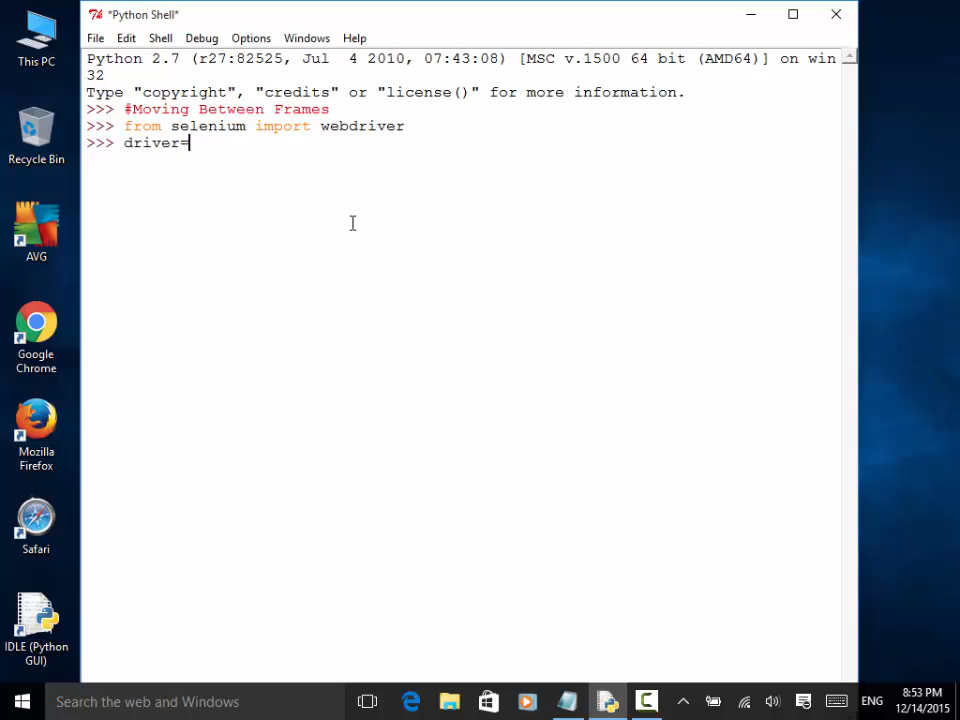 This PC
Recycle Bin
AVG
Google
Chrome
Mozilla
Firefox
Safari
IDLE (Python
GUI)
*Python Shell*
File Edit Shell Debug Options Windows Help
Python 2.7 (r27:82525, Jul  4 2010, 07:43:08) [MSC v.1500 64 bit (AMD64)] on win
32
Type "copyright", "credits" or "license()" for more information.
>>> #Moving Between Frames
>>> from selenium import webdriver
>>> driver=
Search the web and Windows
ENG
8:53 PM
12/14/2015